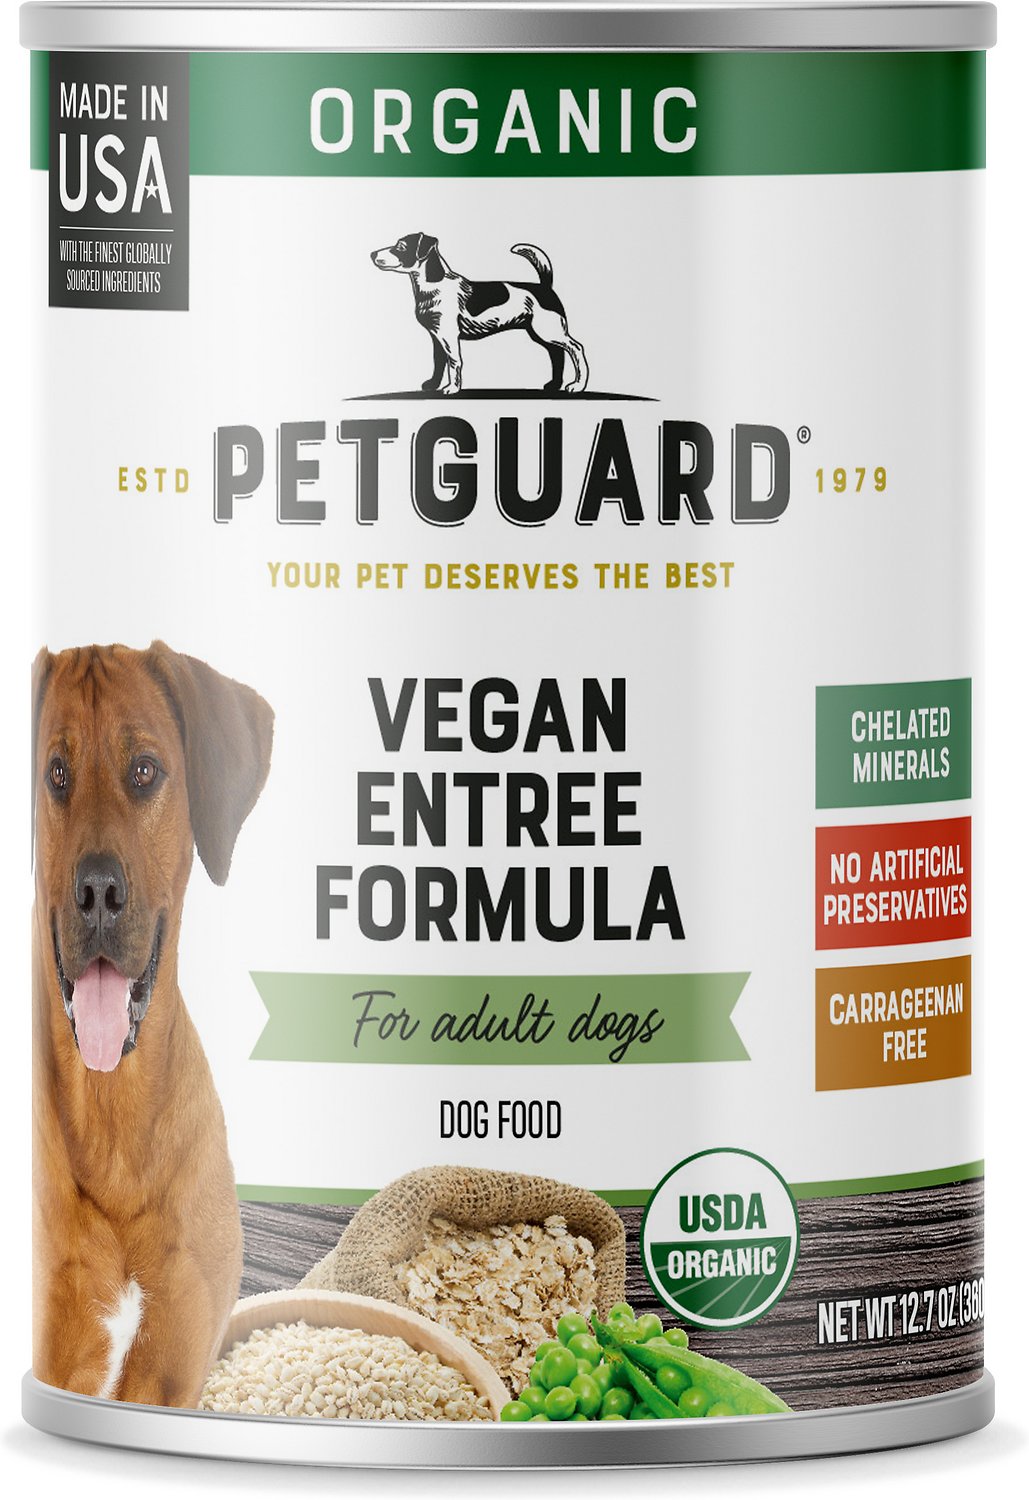 ORGANIC
MADE IN
USA
WITH THE FINEST GLOBALLY
SOURCED INGREDIENTS
ESTD PETGUARD® 1979
YOUR PET DESERVES THE BEST
VEGAN
ENTREE
FORMULA
For adult dogs
DOG FOOD
CHELATED
MINERALS
NO ARTIFICIAL
PRESERVATIVES
CARRAGEENAN
FREE
USDA
ORGANIC
NET WT 12.7 OZ (360